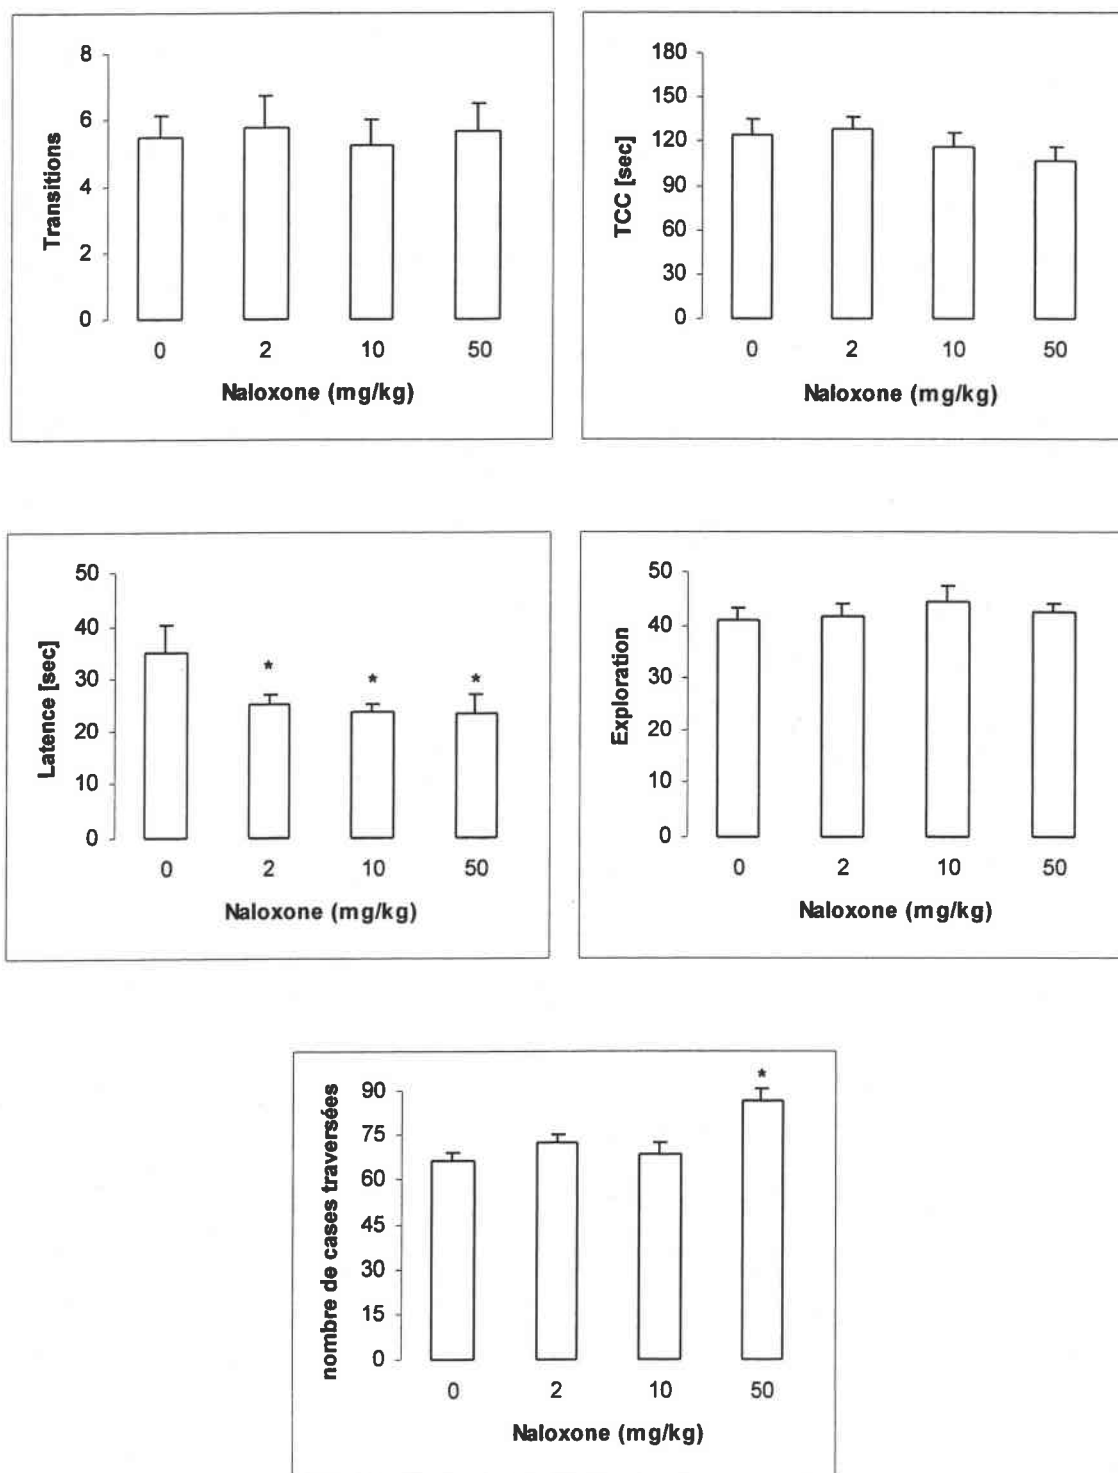 Transitions
8
6
4
2
0
0 2 10 50
Naloxone (mg/kg)
TCC [sec]
180
150
120
90
60
30
0
0 2 10 50
Naloxone (mg/kg)
Latence [sec]
50
40
30
20
10
0
* * *
0 2 10 50
Naloxone (mg/kg)
Exploration
50
40
30
20
10
0
0 2 10 50
Naloxone (mg/kg)
nombre de cases traversées
90
75
60
45
30
15
0
*
0 2 10 50
Naloxone (mg/kg)